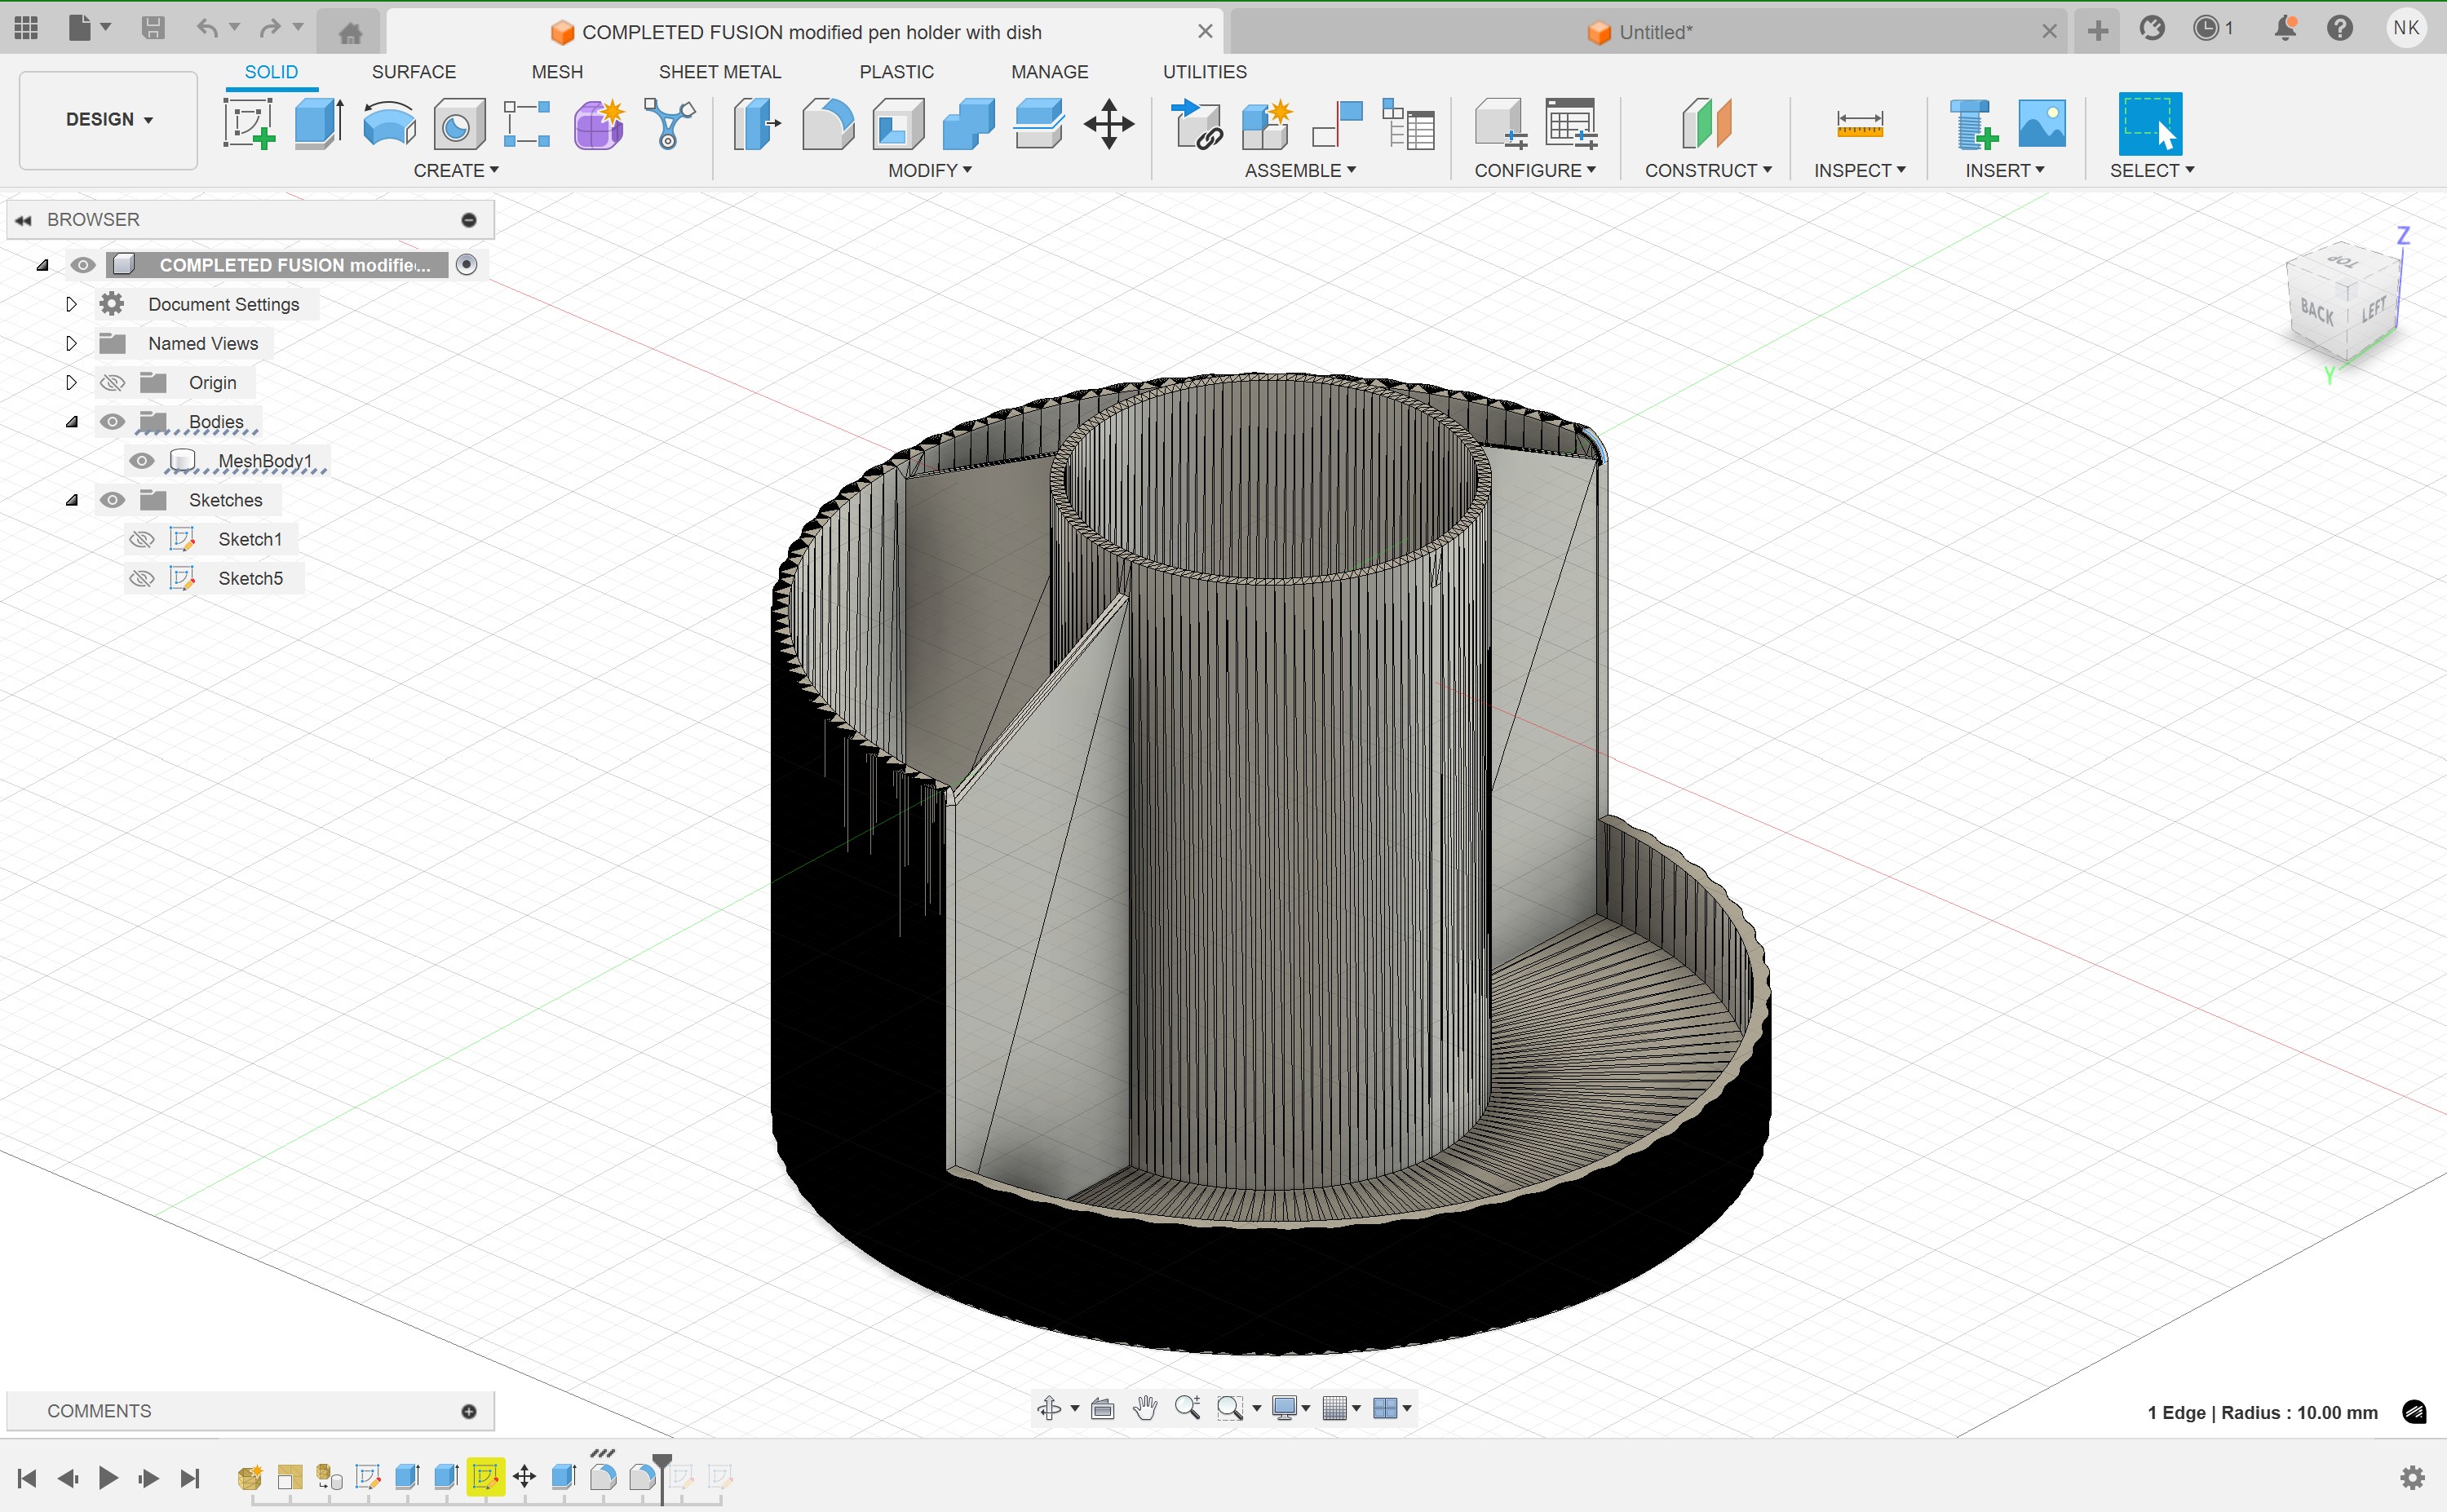 COMPLETED FUSION modified pen holder with dish
Untitled*
1
NK
DESIGN
SOLID
SURFACE
MESH
SHEET METAL
PLASTIC
MANAGE
UTILITIES
CREATE
MODIFY
ASSEMBLE
CONFIGURE
CONSTRUCT
INSPECT
INSERT
SELECT
BROWSER
COMPLETED FUSION modifie...
Document Settings
Named Views
Origin
Bodies
MeshBody1
Sketches
Sketch1
Sketch5
Z
TOP
BACK
LEFT
Y
COMMENTS
1 Edge | Radius : 10.00 mm